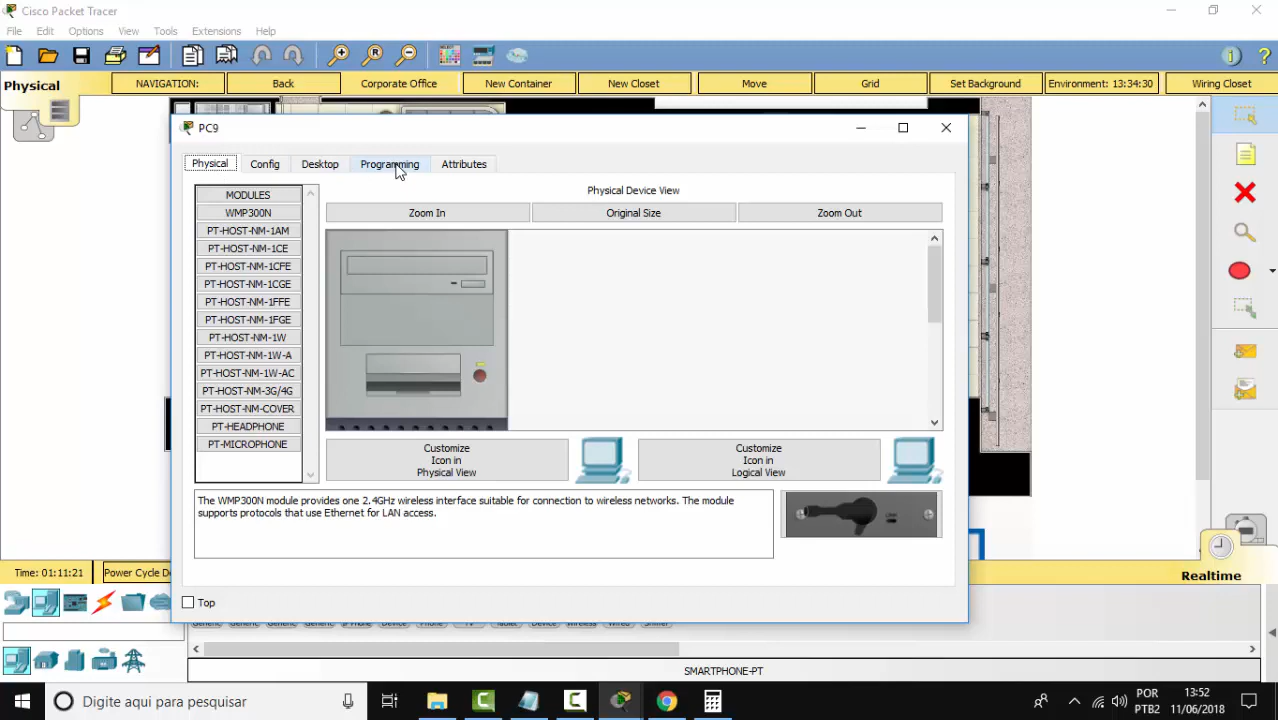 Cisco Packet Tracer
File Edit Options View Tools Extensions Help
Physical
NAVIGATION: Back Corporate Office New Container New Closet Move Grid Set Background Environment: 13:34:30 Wiring Closet
PC9
Physical Config Desktop Programming Attributes
MODULES
WMP300N
PT-HOST-NM-1AM
PT-HOST-NM-1CE
PT-HOST-NM-1CFE
PT-HOST-NM-1CGE
PT-HOST-NM-1FFE
PT-HOST-NM-1FGE
PT-HOST-NM-1W
PT-HOST-NM-1W-A
PT-HOST-NM-1W-AC
PT-HOST-NM-3G/4G
PT-HOST-NM-COVER
PT-HEADPHONE
PT-MICROPHONE
Physical Device View
Zoom In Original Size Zoom Out
Customize
Icon in
Physical View
Customize
Icon in
Logical View
The WMP300N module provides one 2.4GHz wireless interface suitable for connection to wireless networks. The module
supports protocols that use Ethernet for LAN access.
Top
Time: 01:11:21 Power Cycle De
Realtime
SMARTPHONE-PT
Digite aqui para pesquisar
POR
PTB2
13:52
11/06/2018